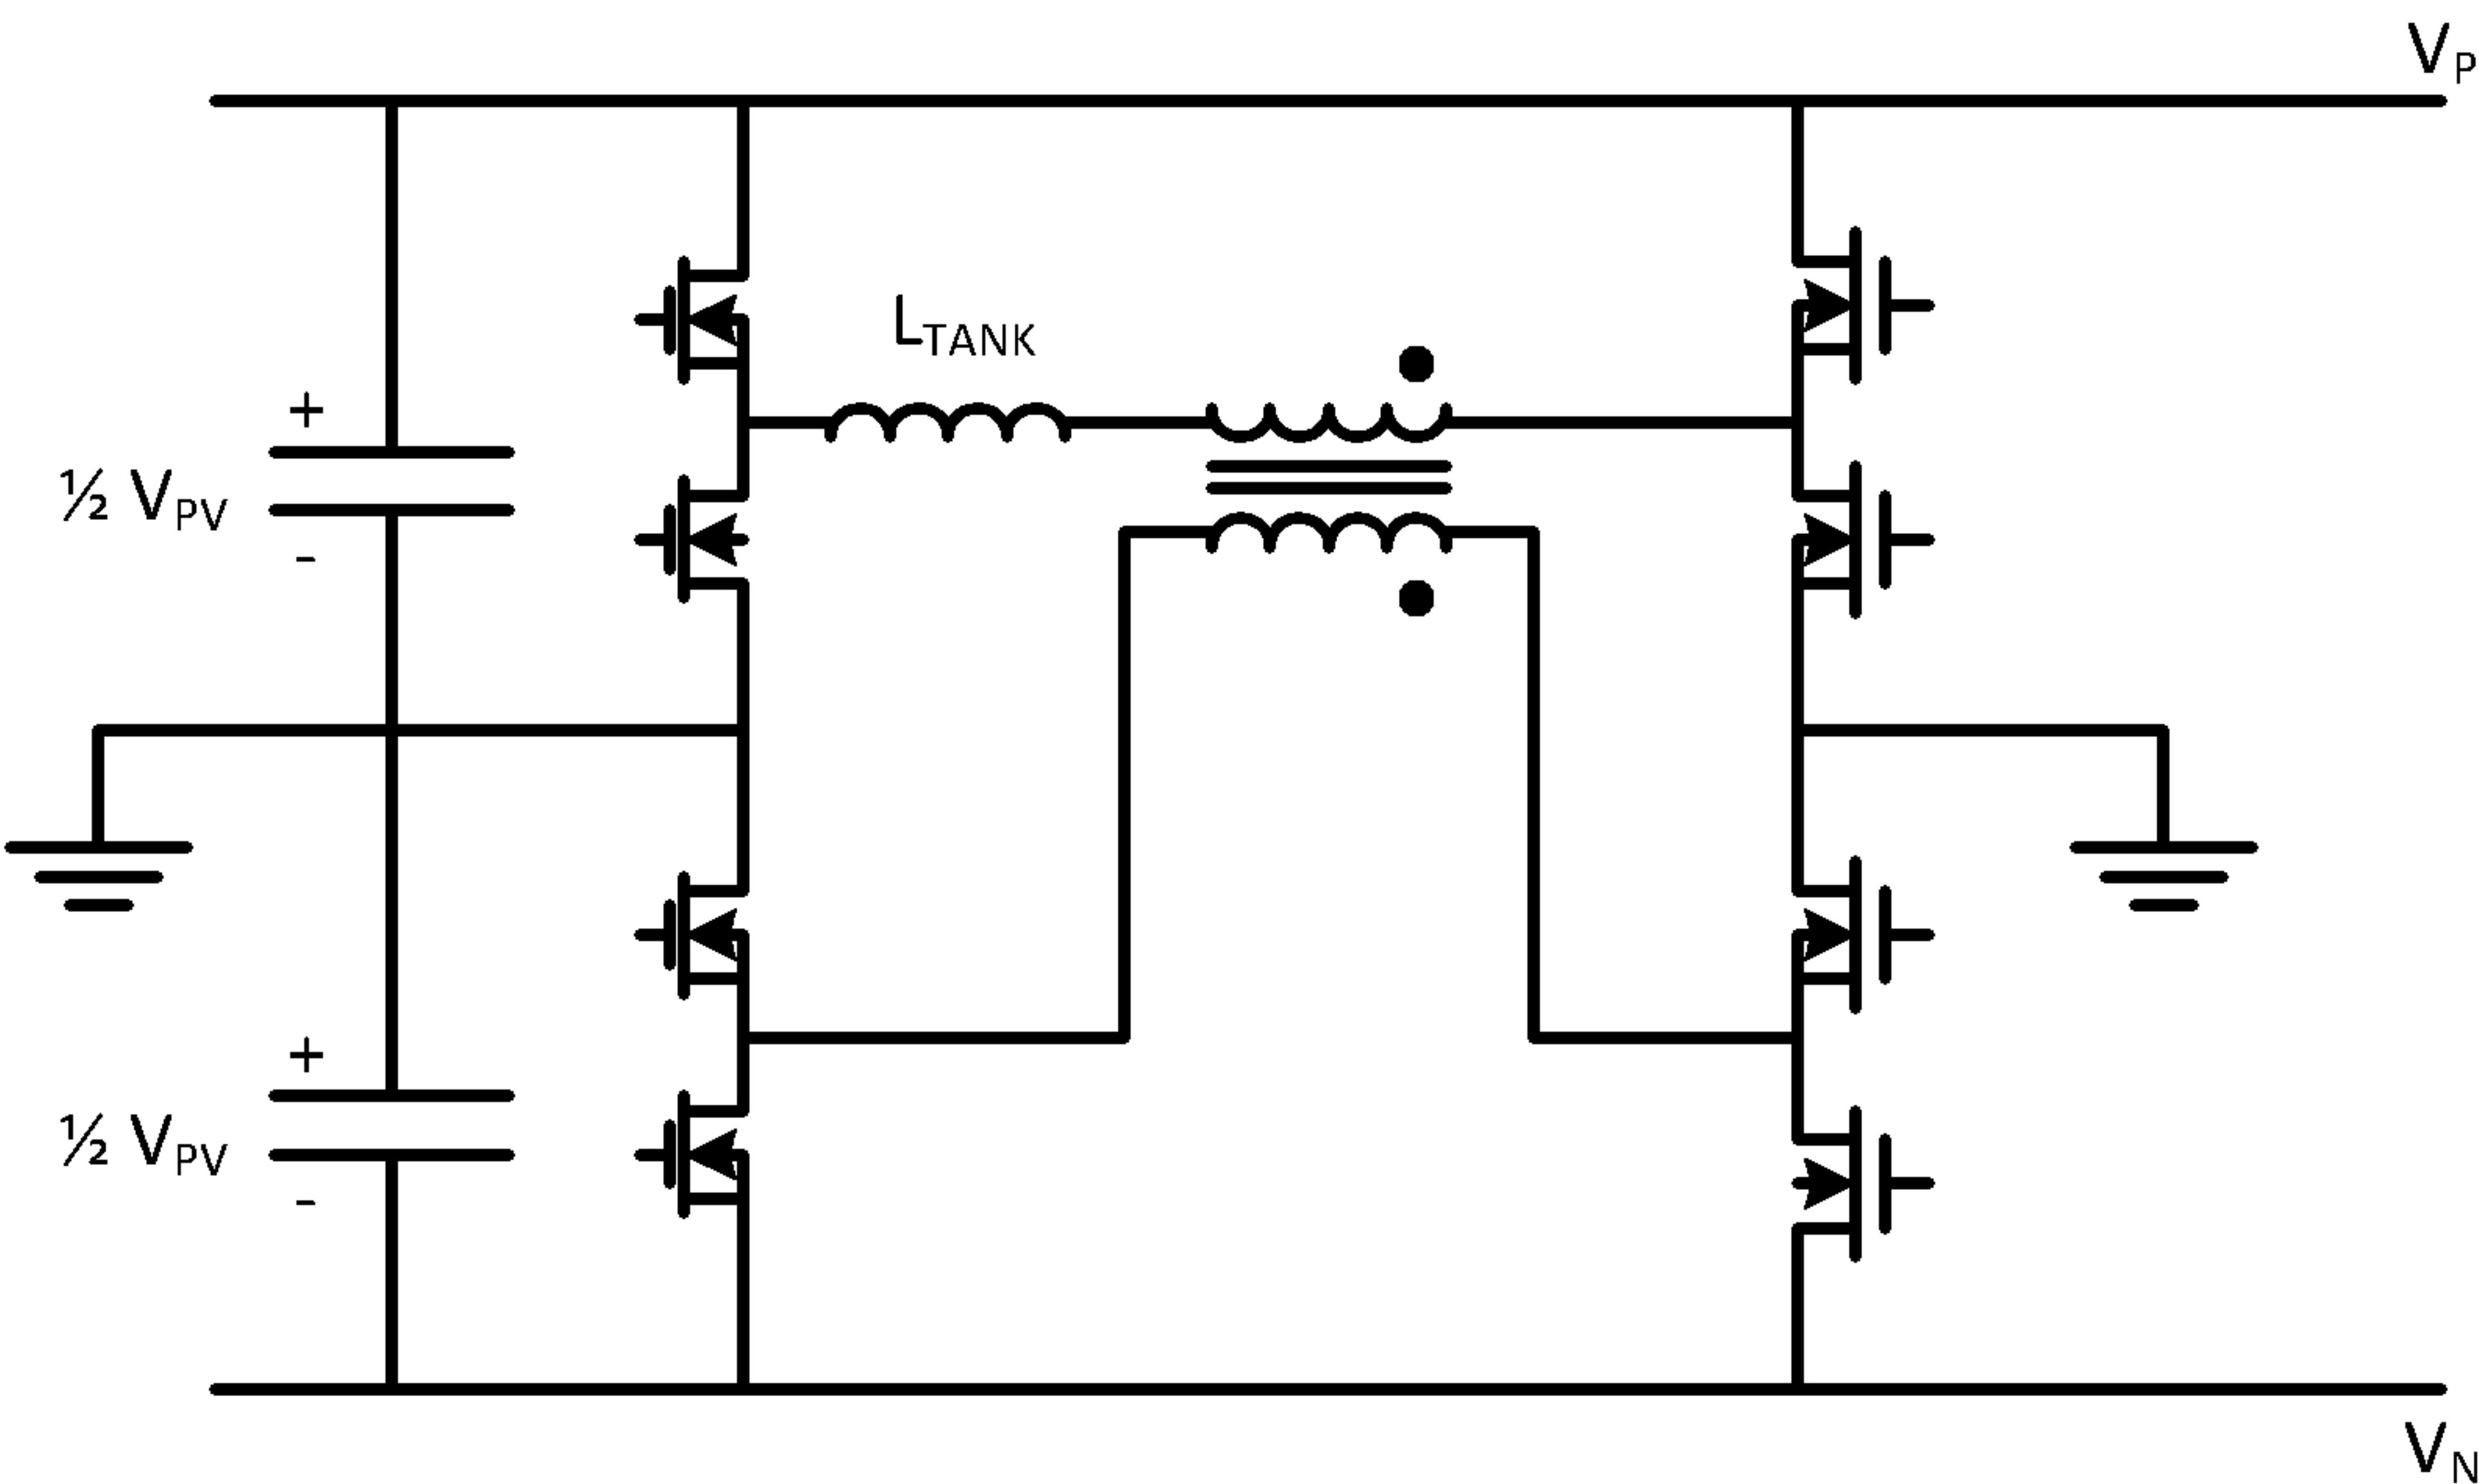 V_P
L_TANK
+
½ V_PV
-
+
½ V_PV
-
V_N